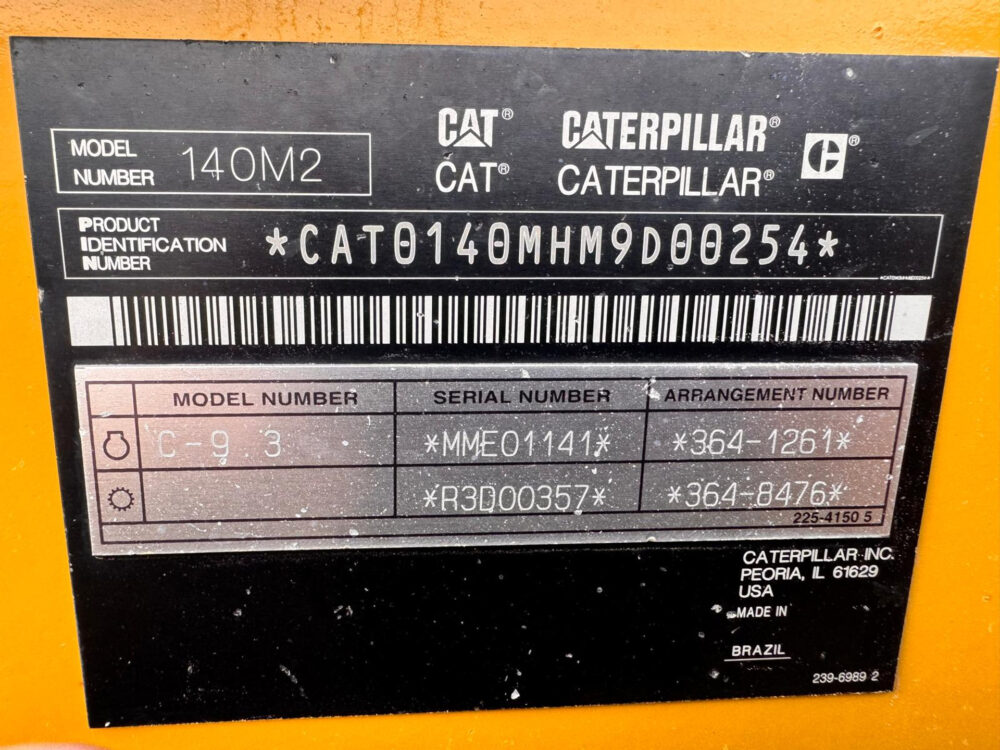 CAT® CATERPILLAR®
CAT® CATERPILLAR®
MODEL
NUMBER 140M2
PRODUCT
IDENTIFICATION
NUMBER
*CAT0140MHM9D00254*
MODEL NUMBER SERIAL NUMBER ARRANGEMENT NUMBER
C-9.3 *MME01141* *364-1261*
*R3D00357* *364-8476*
225-4150 5
CATERPILLAR INC.
PEORIA, IL 61629
USA
MADE IN
BRAZIL
239-6989 2